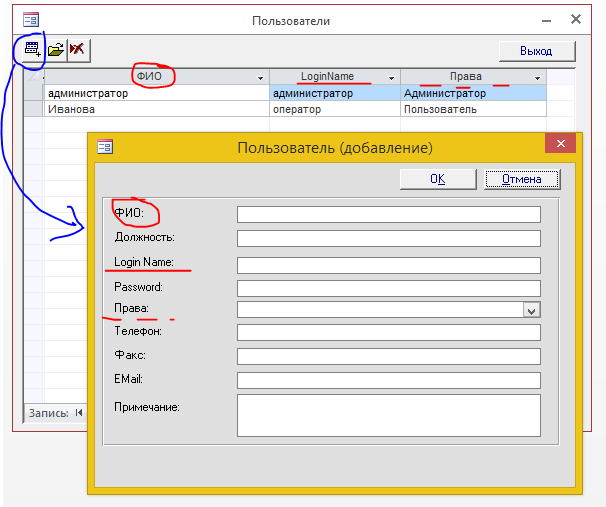 Пользователи
Выход
ФИО LoginName Права
администратор администратор Администратор
Иванова оператор Пользователь
Пользователь (добавление)
OK Отмена
ФИО:
Должность:
Login Name:
Password:
Права:
Телефон:
Факс:
EMail:
Примечание:
Запись: